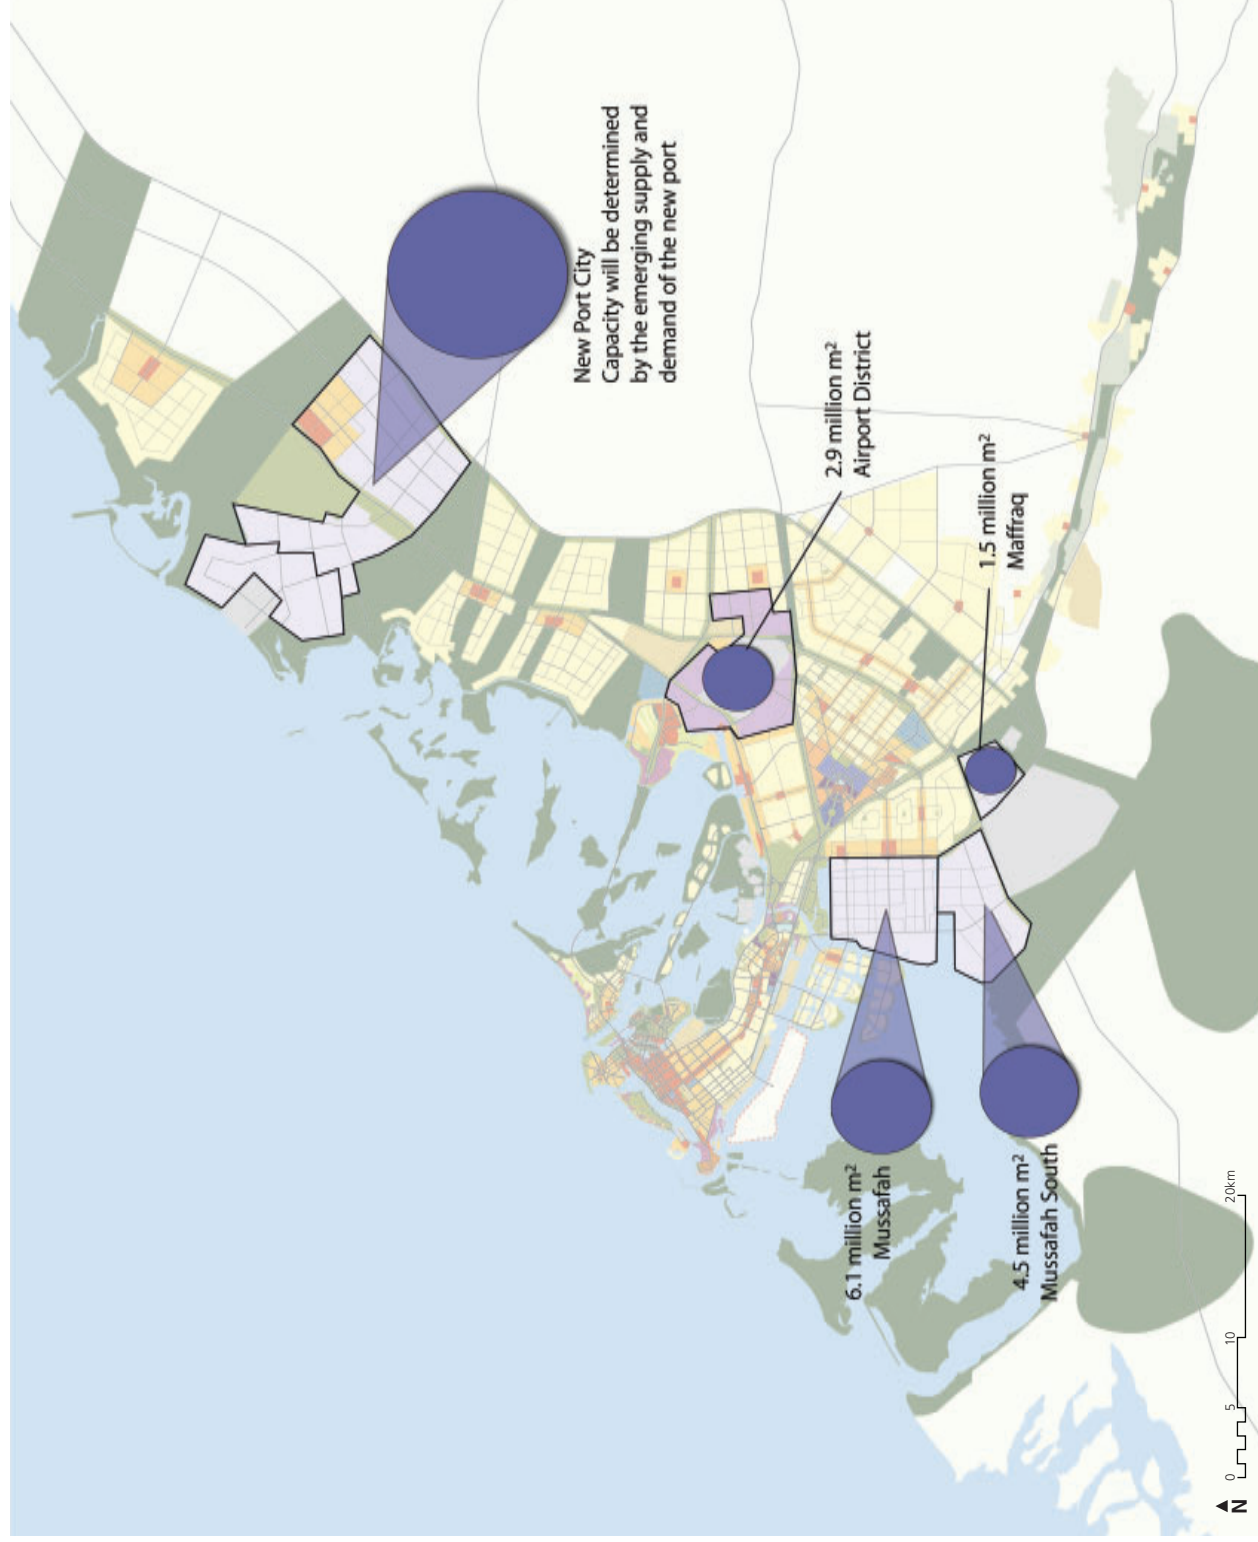 New Port City
Capacity will be determined
by the emerging supply and
demand of the new port
2.9 million m²
Airport District
1.5 million m²
Maffraq
6.1 million m²
Mussafah
4.5 million m²
Mussafah South
N
0 5 10 20km